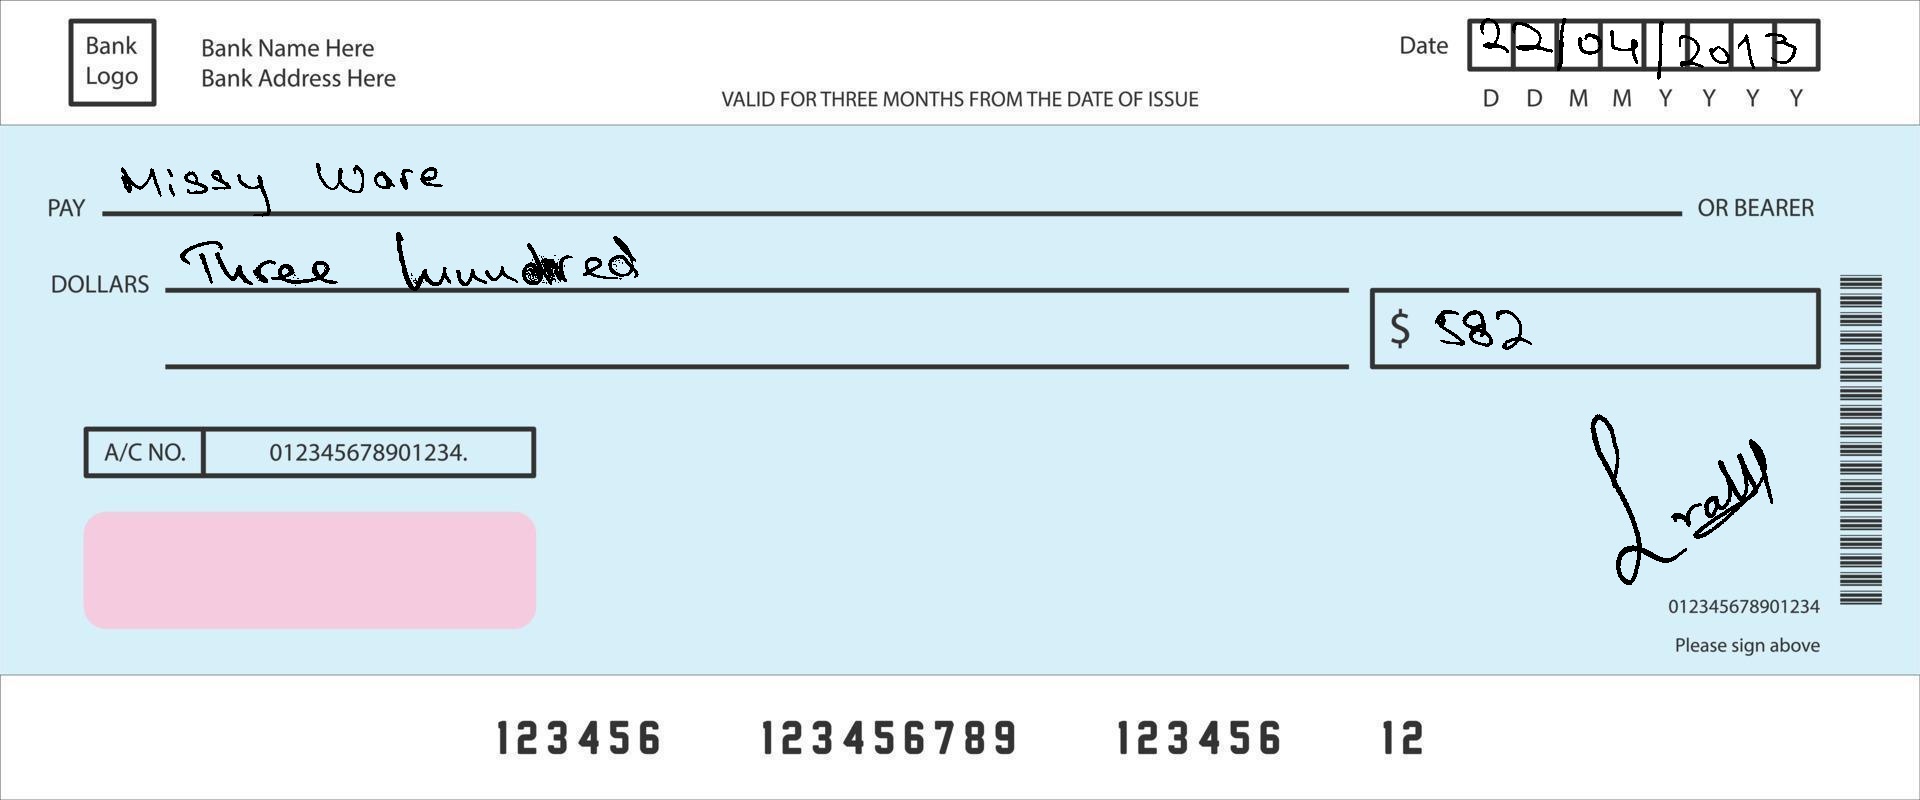 Bank Logo
Bank Name Here
Bank Address Here
VALID FOR THREE MONTHS FROM THE DATE OF ISSUE
Date 22/04/2013
D D M M Y Y Y Y
PAY Missy Ware OR BEARER
DOLLARS Three hundred
$ 582
A/C NO. 012345678901234.
012345678901234
Please sign above
123456 123456789 123456 12